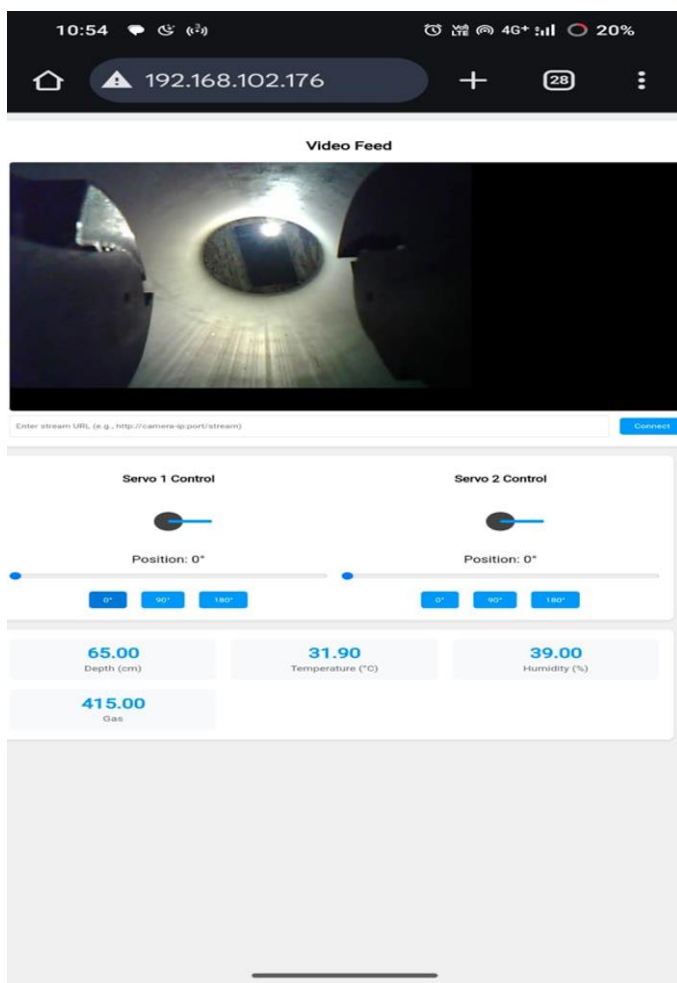 10:54 4G+ 20%
192.168.102.176 28
Video Feed
Enter stream URL (e.g., http://camera-ip:port/stream) Connect
Servo 1 Control Servo 2 Control
Position: 0° Position: 0°
0° 90° 180° 0° 90° 180°
65.00 31.90 39.00
Depth (cm) Temperature (°C) Humidity (%)
415.00
Gas